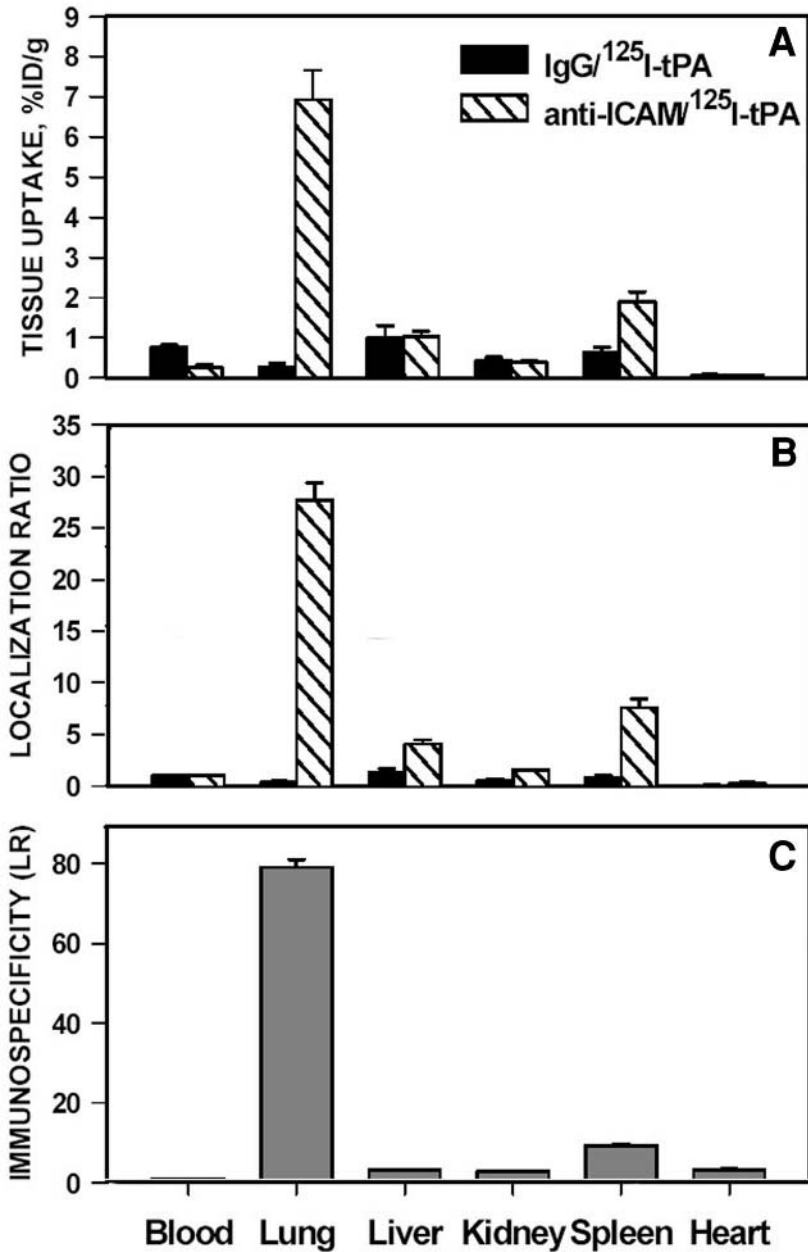 A
IgG/¹²⁵I-tPA
anti-ICAM/¹²⁵I-tPA
TISSUE UPTAKE, %ID/g
9
8
7
6
5
4
3
2
1
0
B
LOCALIZATION RATIO
35
30
25
20
15
10
5
0
C
IMMUNOSPECIFICITY (LR)
80
60
40
20
0
Blood Lung Liver Kidney Spleen Heart